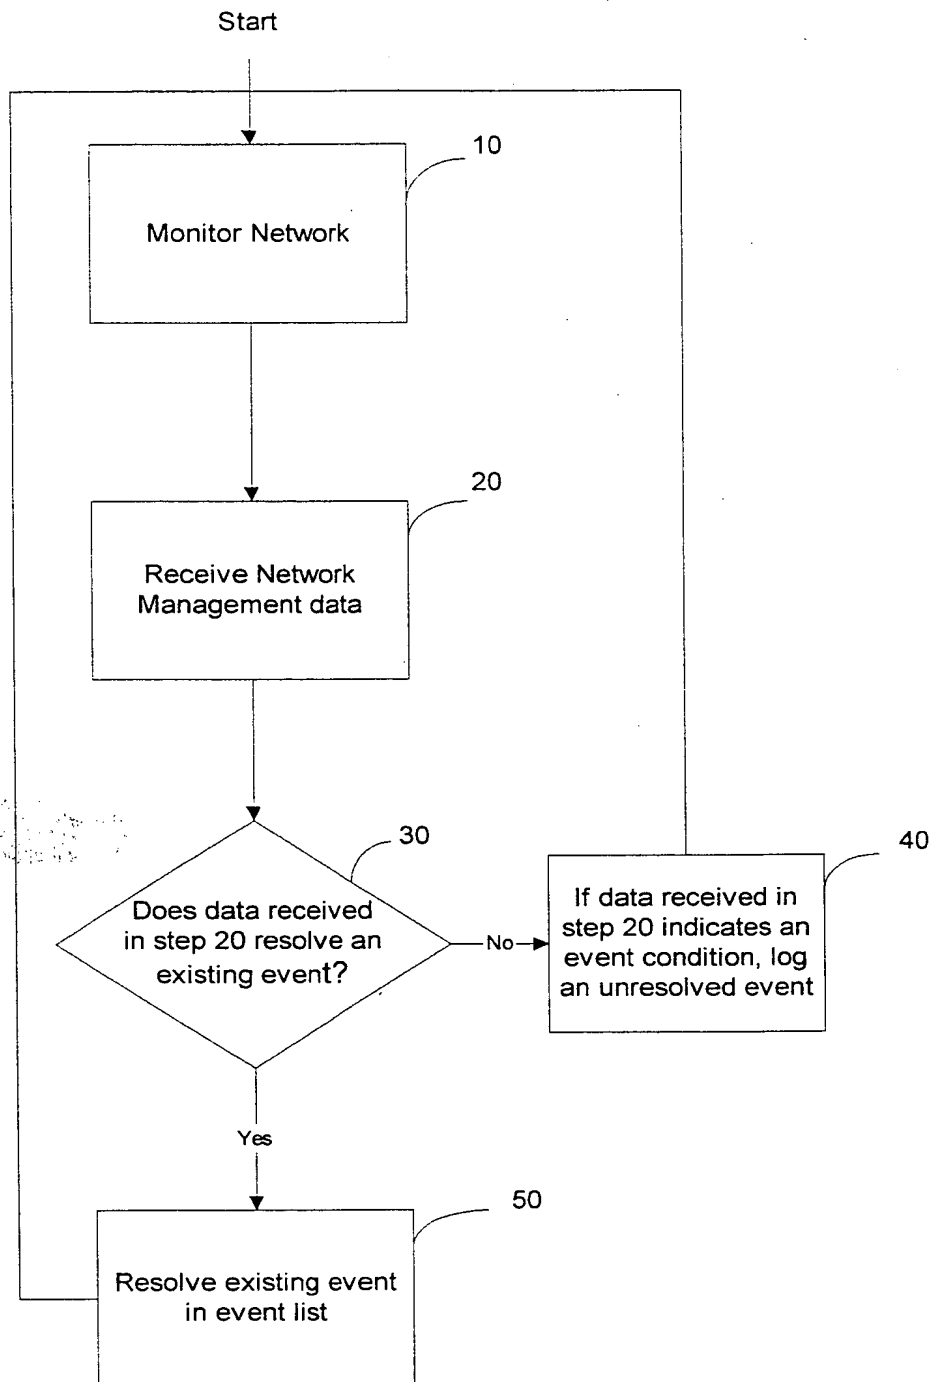 Start
10
Monitor Network
20
Receive Network
Management data
30
Does data received
in step 20 resolve an
existing event?
No
40
If data received in
step 20 indicates an
event condition, log
an unresolved event
Yes
50
Resolve existing event
in event list